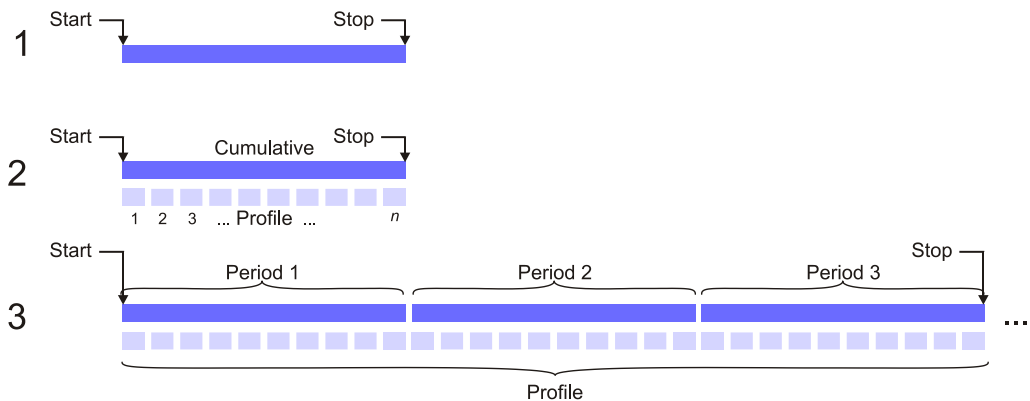 Start Stop
1
Start Stop
Cumulative
2
1 2 3 ... Profile ... n
Start Stop
Period 1 Period 2 Period 3
3 ...
Profile